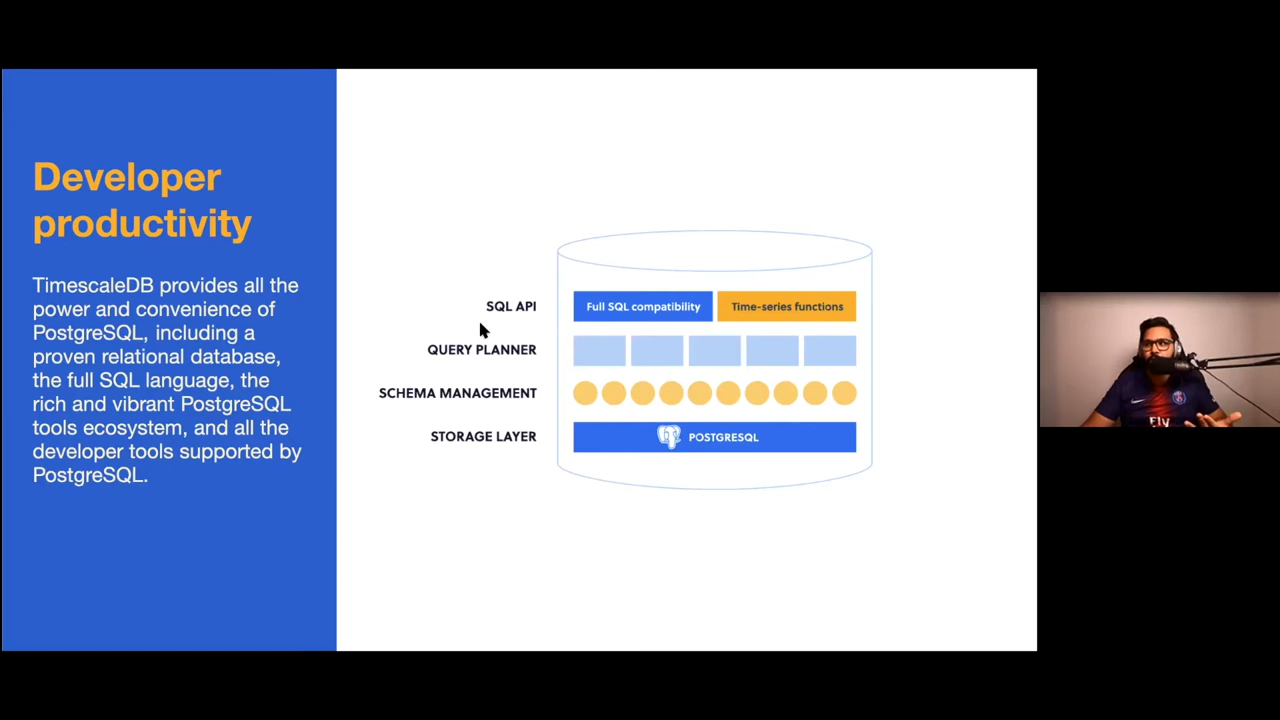 Developer
productivity
TimescaleDB provides all the
power and convenience of
PostgreSQL, including a
proven relational database,
the full SQL language, the
rich and vibrant PostgreSQL
tools ecosystem, and all the
developer tools supported by
PostgreSQL.
SQL API
Full SQL compatibility
Time-series functions
QUERY PLANNER
SCHEMA MANAGEMENT
STORAGE LAYER
POSTGRESQL
FLY